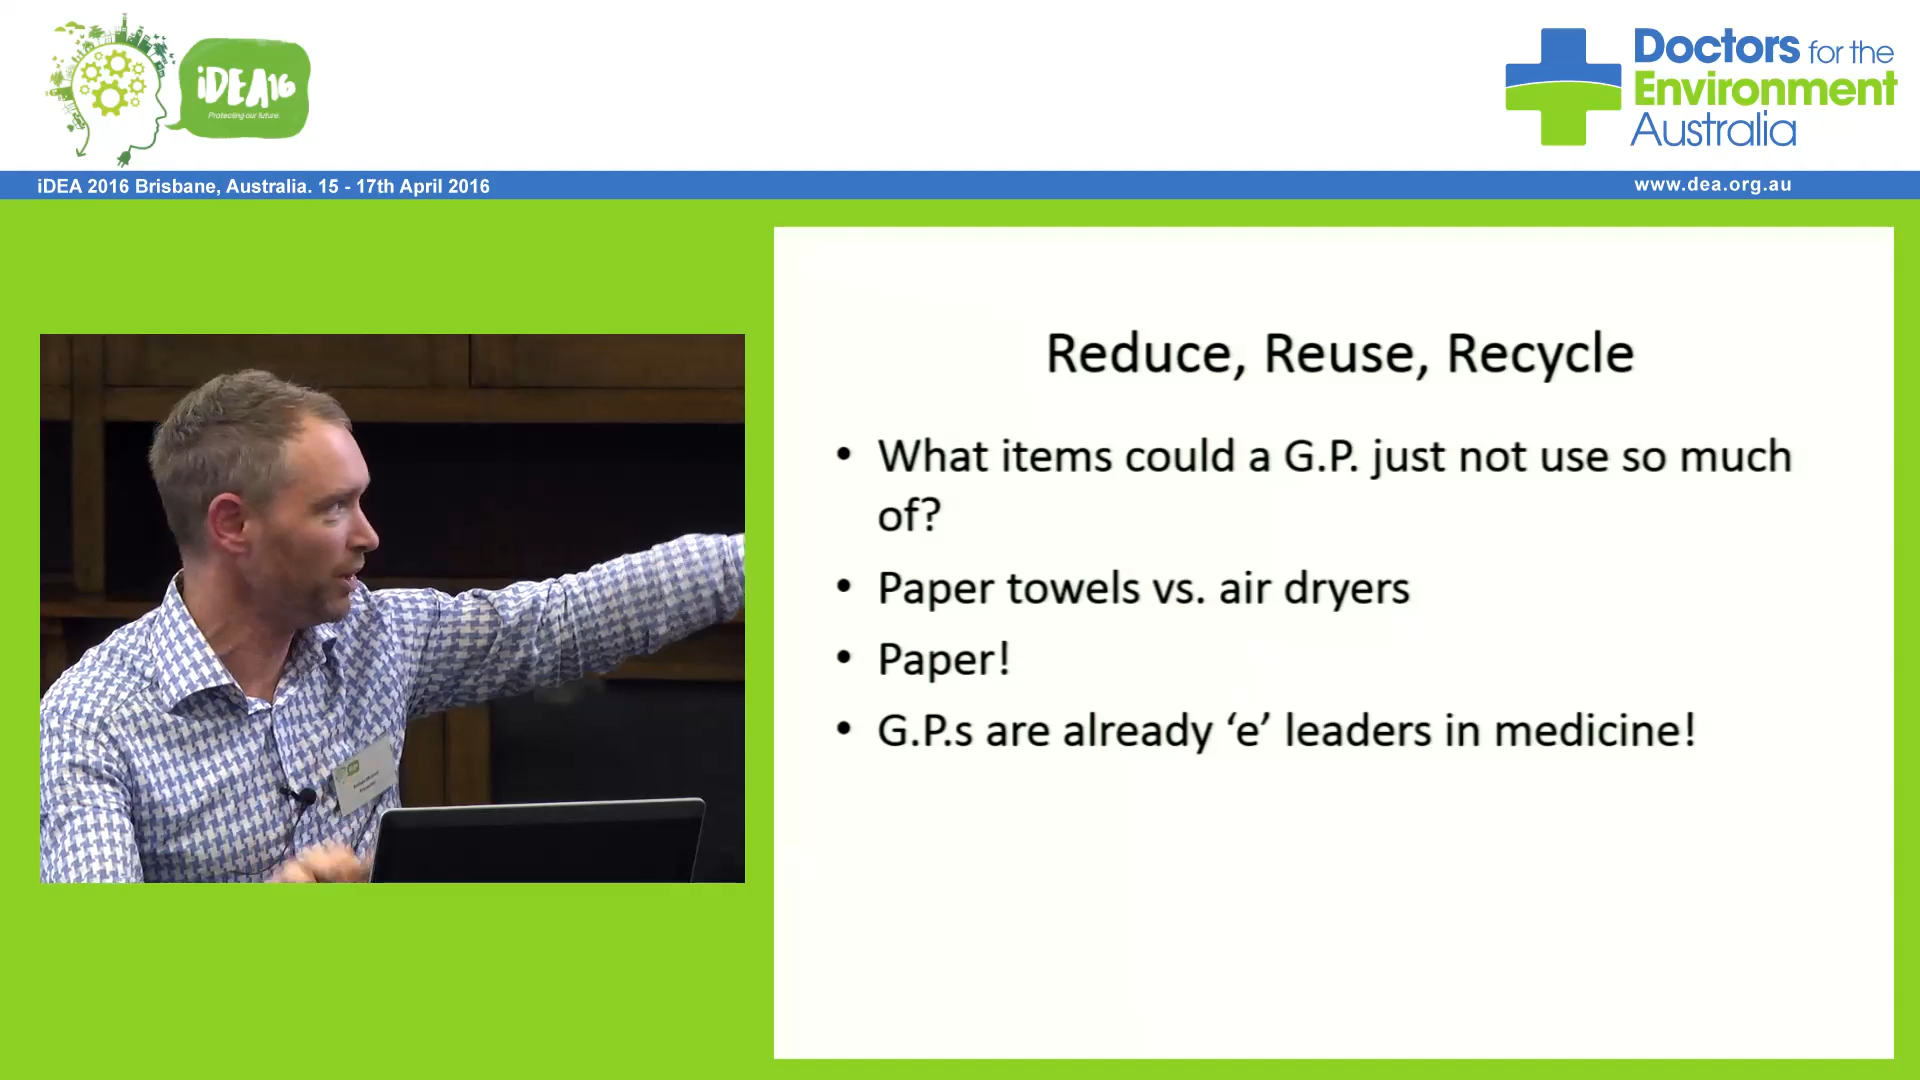 iDEA16
Protecting our future.
Doctors for the
Environment
Australia
iDEA 2016 Brisbane, Australia. 15 - 17th April 2016
www.dea.org.au
Reduce, Reuse, Recycle
• What items could a G.P. just not use so much
of?
• Paper towels vs. air dryers
• Paper!
• G.P.s are already ‘e’ leaders in medicine!